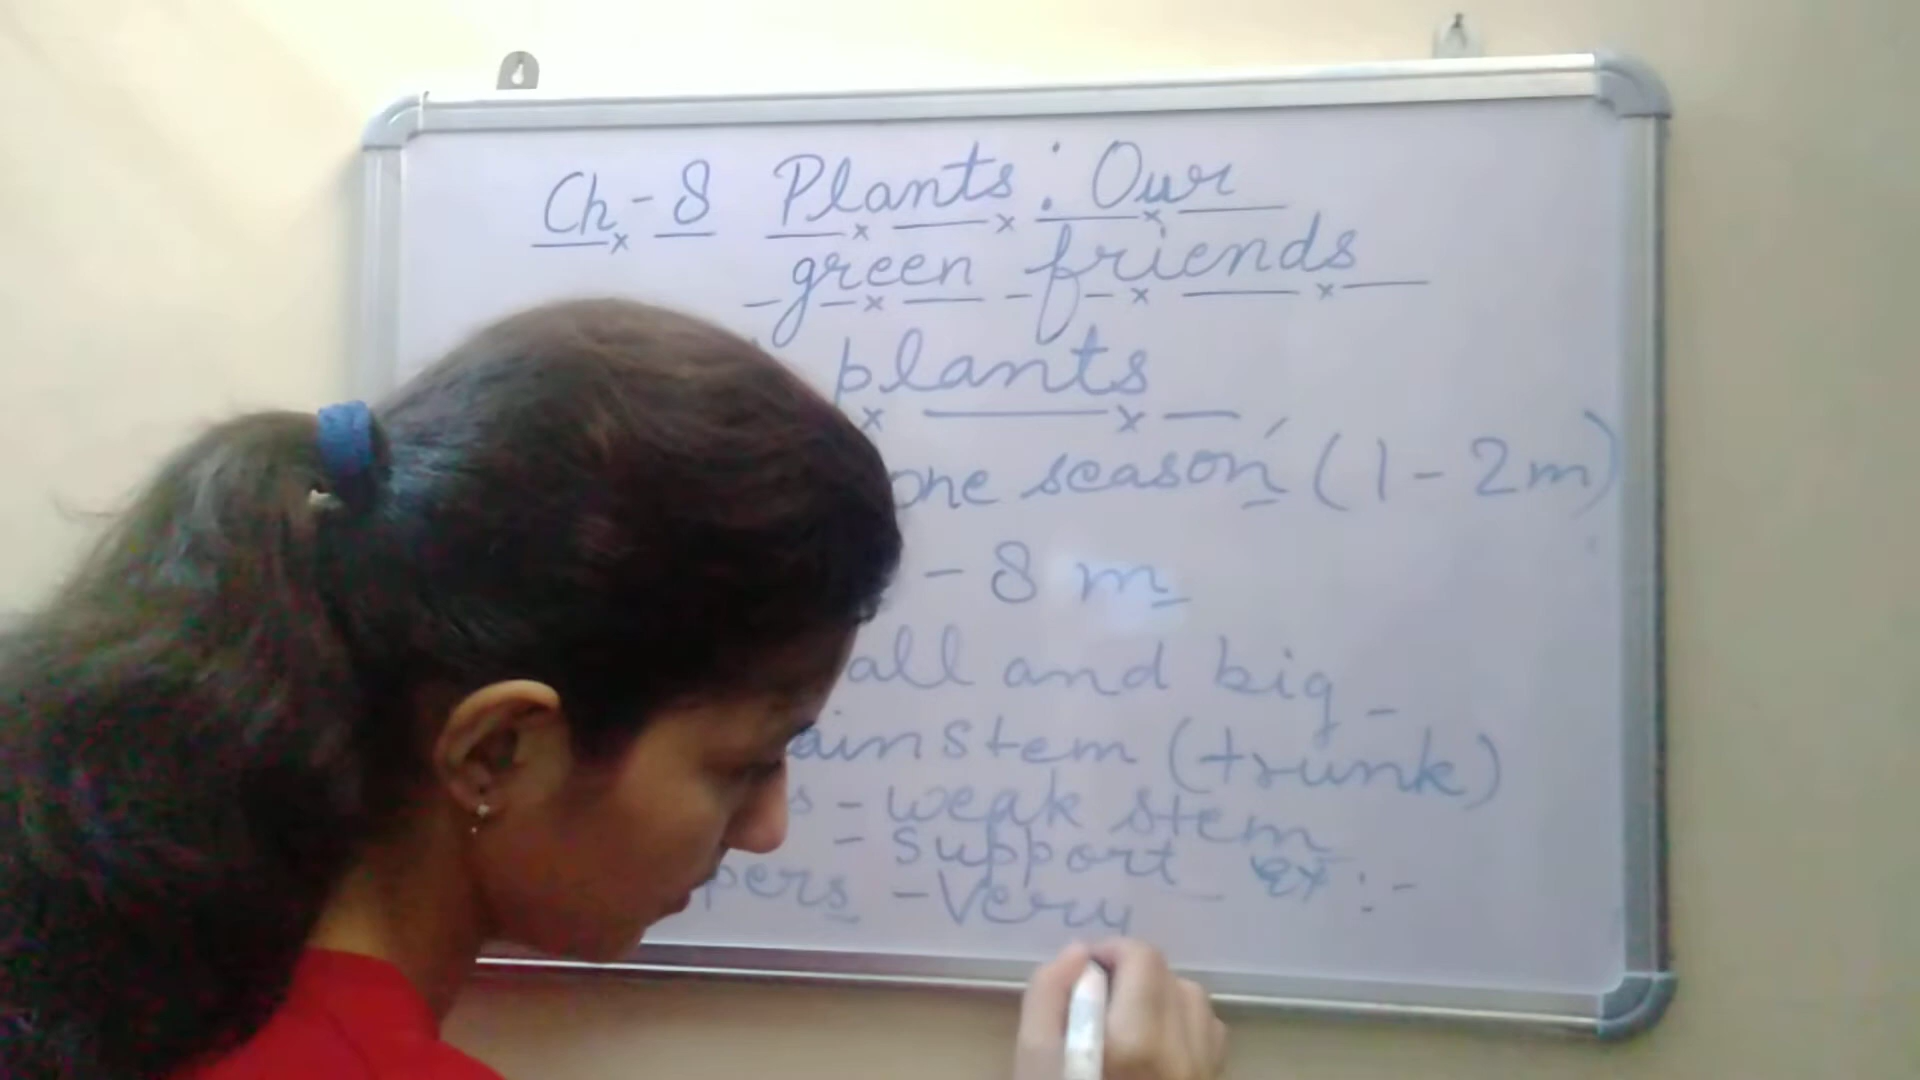 Ch-8 Plants: Our
green friends
plants
one season (1-2m)
- 8 m
all and big -
ain stem (trunk)
s - weak stem
- support ex:-
pers - Very